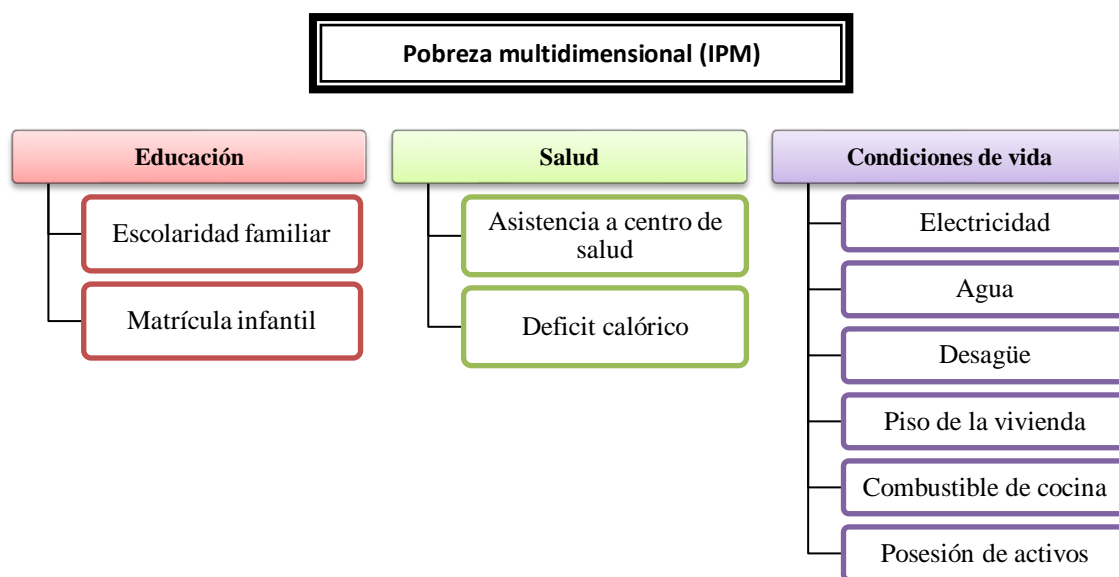 Pobreza multidimensional (IPM)
Educación
Escolaridad familiar
Matrícula infantil
Salud
Asistencia a centro de
salud
Deficit calórico
Condiciones de vida
Electricidad
Agua
Desagüe
Piso de la vivienda
Combustible de cocina
Posesión de activos